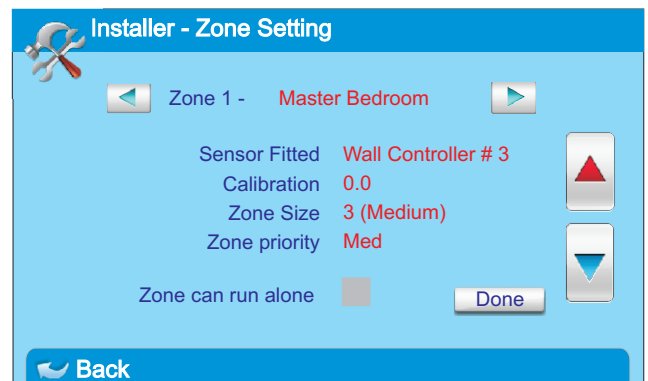 Installer - Zone Setting
Zone 1 - Master Bedroom
Sensor Fitted Wall Controller # 3
Calibration 0.0
Zone Size 3 (Medium)
Zone priority Med
Zone can run alone
Done
Back